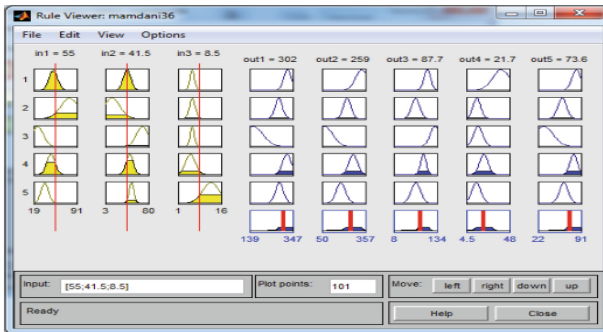 Rule Viewer: mamdani36
File Edit View Options
in1 = 55 in2 = 41.5 in3 = 8.5 out1 = 302 out2 = 259 out3 = 87.7 out4 = 21.7 out5 = 73.6
1
2
3
4
5
19 91 3 80 1 16
139 347 50 357 8 134 4.5 48 22 91
Input: [55;41.5;8.5] Plot points: 101 Move: left right down up
Ready Help Close